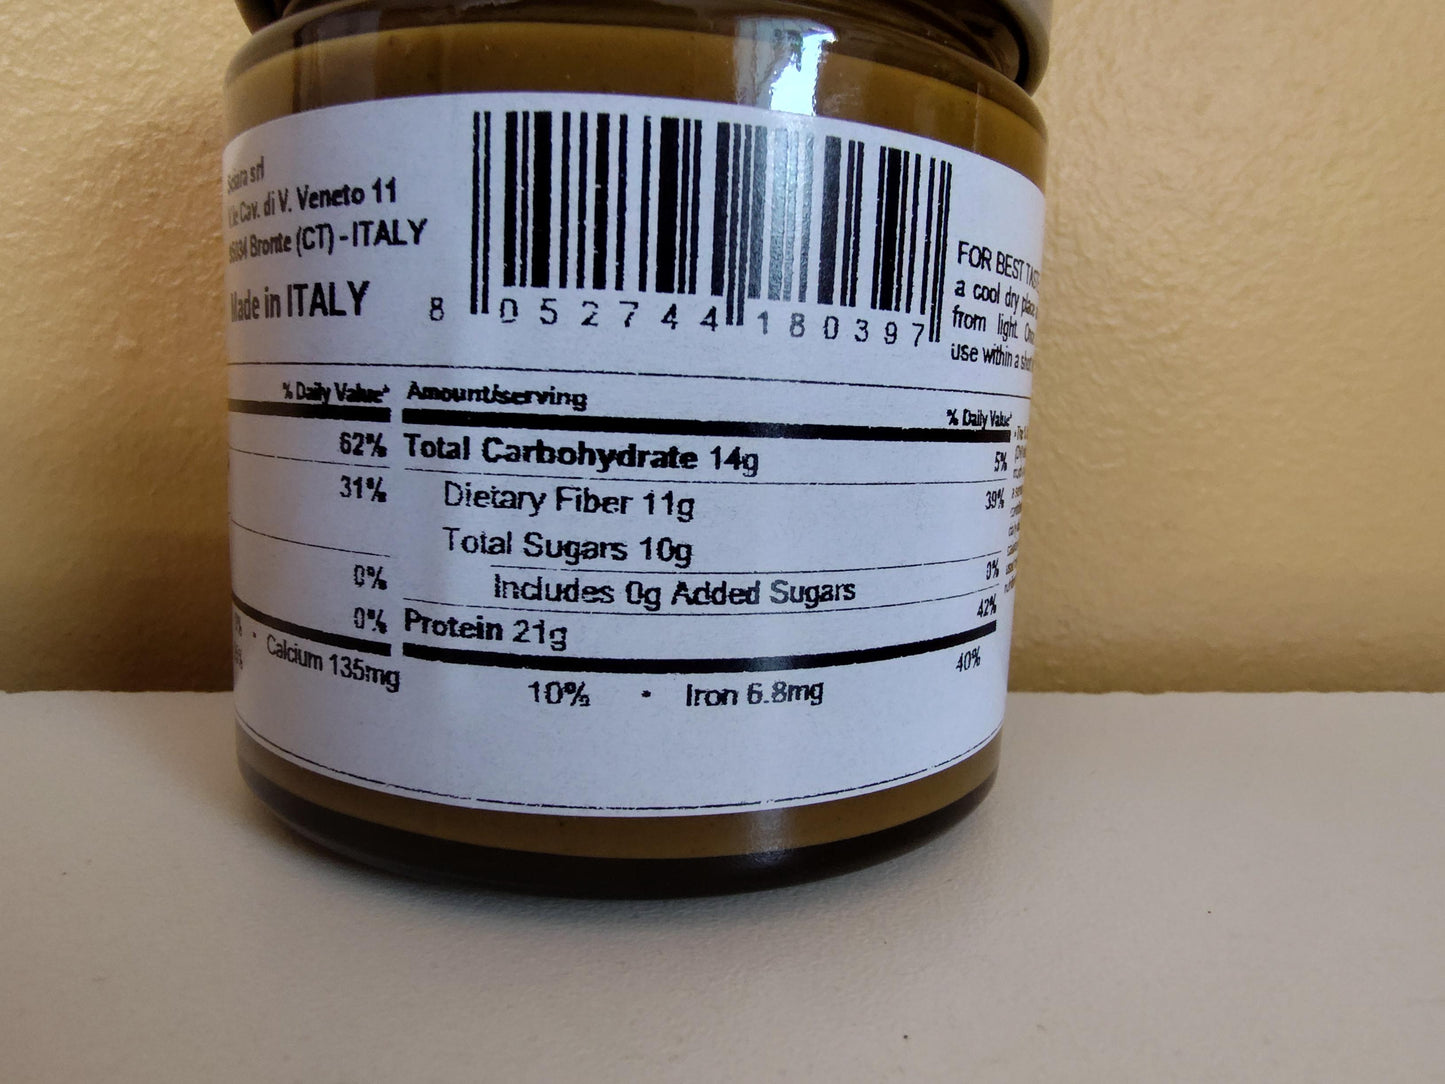 srl
V.le Cav. di V. Veneto 11
Bronte (CT) - ITALY
Made in ITALY
8 052744 180397
FOR BEST
a cool dry place
from light.
use within a
% Daily Value*
62%
31%
0%
0%
Calcium 135mg 10% • Iron 6.8mg 40%
Amount/serving % Daily Value*
Total Carbohydrate 14g 5%
Dietary Fiber 11g 39%
Total Sugars 10g
Includes 0g Added Sugars 0%
Protein 21g 42%